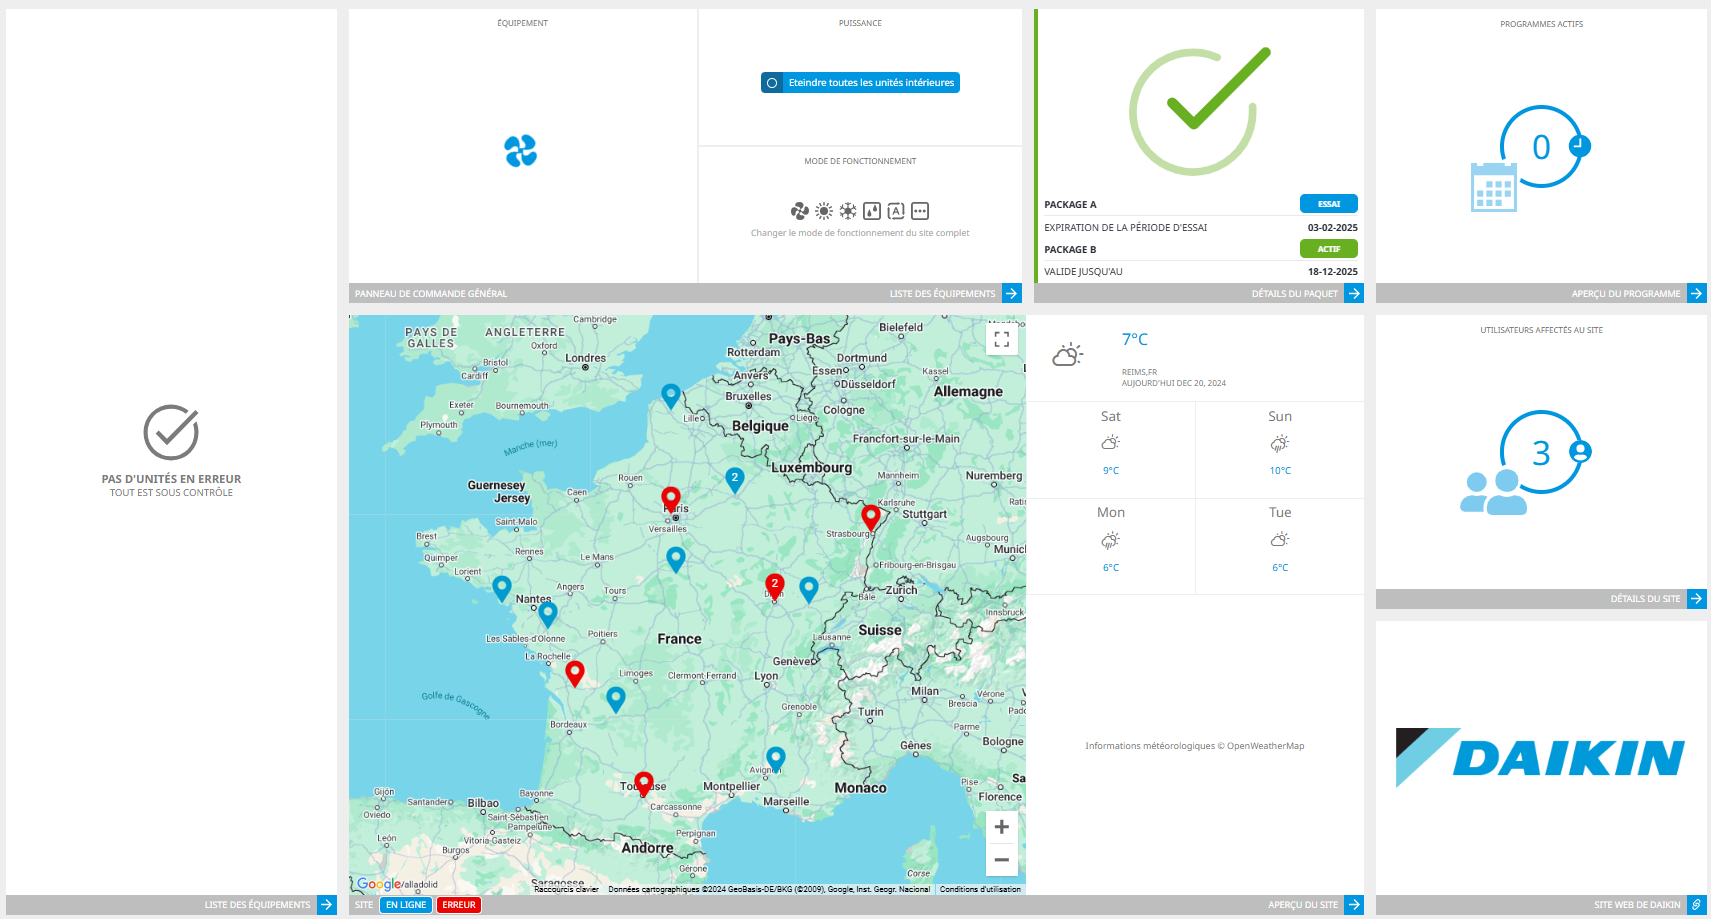 PAS D'UNITÉS EN ERREUR
TOUT EST SOUS CONTRÔLE
LISTE DES ÉQUIPEMENTS
ÉQUIPEMENT
PUISSANCE
Eteindre toutes les unités intérieures
MODE DE FONCTIONNEMENT
A
Changer le mode de fonctionnement du site complet
PANNEAU DE COMMANDE GÉNÉRAL
LISTE DES ÉQUIPEMENTS
PACKAGE A
ESSAI
EXPIRATION DE LA PÉRIODE D'ESSAI
03-02-2025
PACKAGE B
ACTIF
VALIDE JUSQU'AU
18-12-2025
DÉTAILS DU PAQUET
PROGRAMMES ACTIFS
0
APERÇU DU PROGRAMME
PAYS DE GALLES
ANGLETERRE
Cambridge
Oxford
Bristol
Cardiff
Londres
Exeter
Bournemouth
Plymouth
Manche (mer)
Pays-Bas
Rotterdam
Anvers
Bruxelles
Lille
Liège
Belgique
Bielefeld
Dortmund
Essen
Düsseldorf
Kassel
Cologne
Allemagne
Francfort-sur-le-Main
Luxembourg
Mannheim
Nuremberg
Karlsruhe
Stuttgart
Strasbourg
Augsbourg
Fribourg-en-Brisgau
Guernesey
Jersey
Caen
Rouen
2
Paris
Versailles
Saint-Malo
Brest
Quimper
Lorient
Rennes
Le Mans
Angers
Tours
Nantes
2
Bâle
Zurich
Innsbruck
Les Sables-d'Olonne
Poitiers
France
Suisse
Lausanne
La Rochelle
Limoges
Clermont-Ferrand
Genève
Lyon
Milan
Vérone
Brescia
Turin
Grenoble
Golfe de Gascogne
Bordeaux
Parme
Bologne
Gênes
Avignon
Toulouse
Montpellier
Marseille
Monaco
Pise
Florence
Carcassonne
Gijón
Oviedo
Santander
Bilbao
Bayonne
Saint-Sébastien
Pampelune
Vitoria-Gasteiz
León
Burgos
Perpignan
Andorre
Gérone
Corse
Saragosse
Google
Raccourcis clavier
Données cartographiques ©2024 GeoBasis-DE/BKG (©2009), Google, Inst. Geogr. Nacional
Conditions d'utilisation
SITE
EN LIGNE
ERREUR
7°C
REIMS,FR
AUJOURD'HUI DEC 20, 2024
Sat
9°C
Sun
10°C
Mon
6°C
Tue
6°C
Informations météorologiques © OpenWeatherMap
APERÇU DU SITE
UTILISATEURS AFFECTÉS AU SITE
3
DÉTAILS DU SITE
DAIKIN
SITE WEB DE DAIKIN